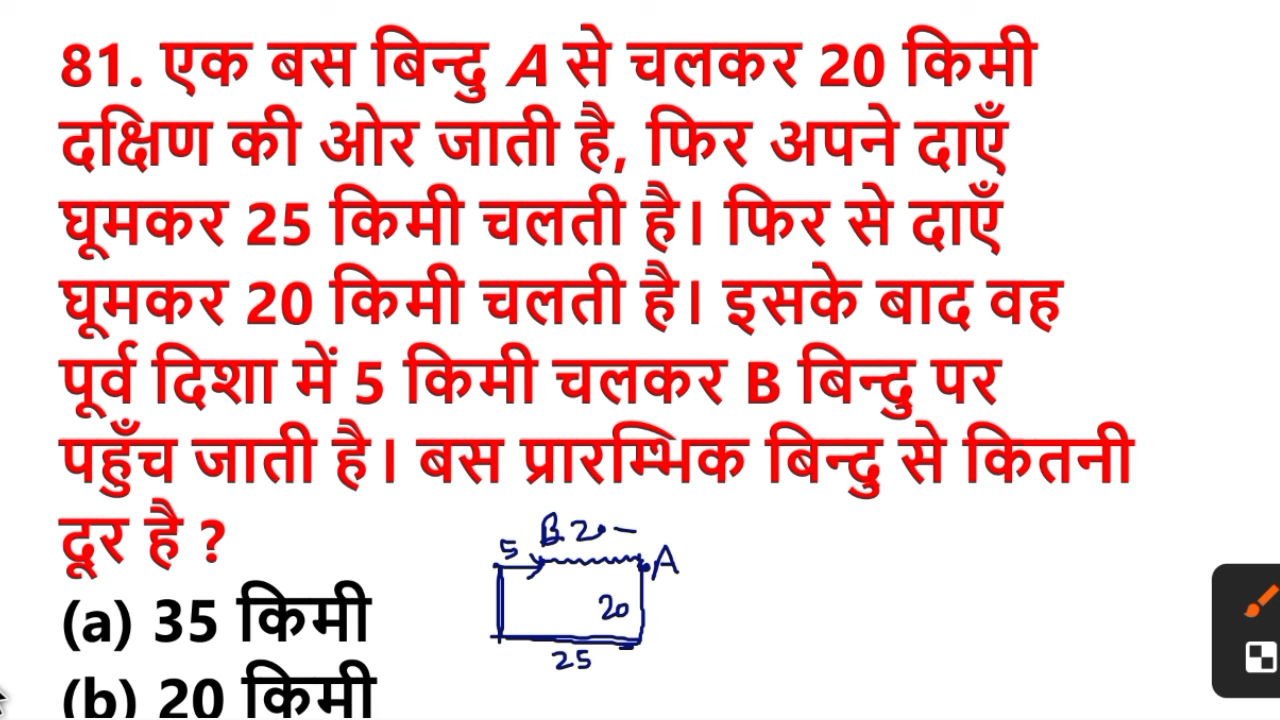 81. एक बस बिन्दु A से चलकर 20 किमी
दक्षिण की ओर जाती है, फिर अपने दाएँ
घूमकर 25 किमी चलती है। फिर से दाएँ
घूमकर 20 किमी चलती है। इसके बाद वह
पूर्व दिशा में 5 किमी चलकर B बिन्दु पर
पहुँच जाती है। बस प्रारम्भिक बिन्दु से कितनी
दूर है ?
B 20 -
5
A
20
25
(a) 35 किमी
(b) 20 किमी